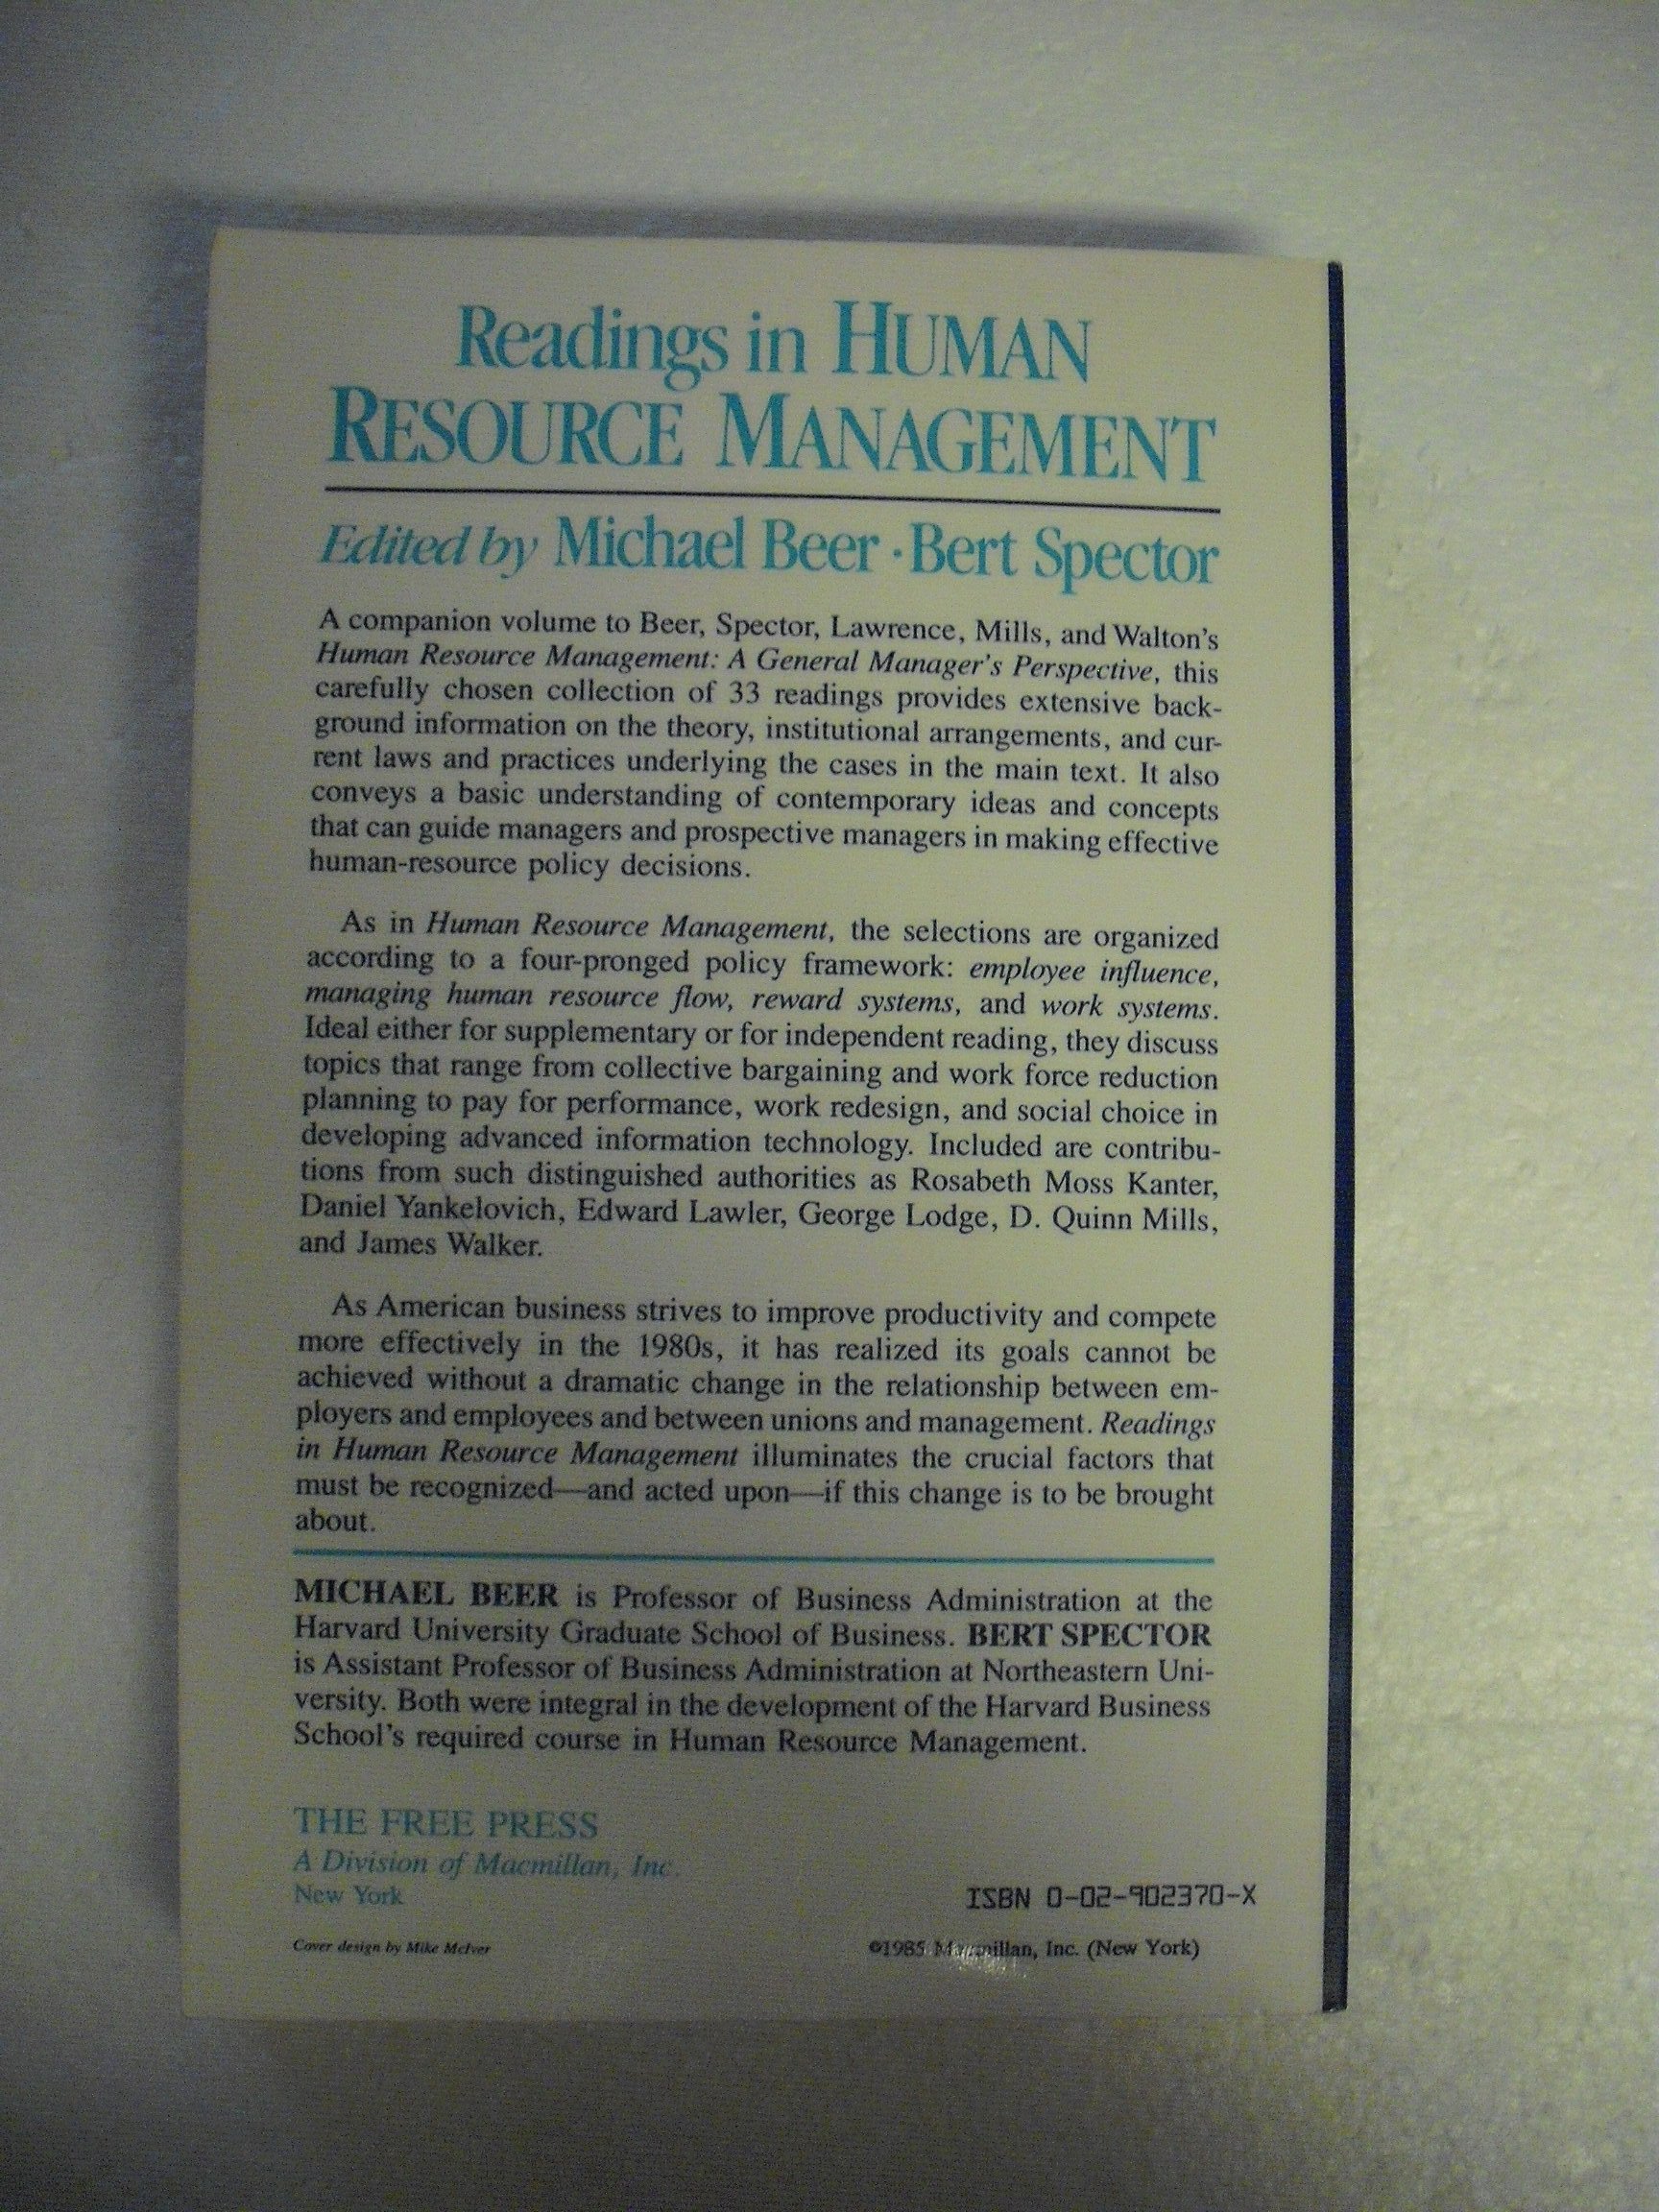 Readings in HUMAN
RESOURCE MANAGEMENT
Edited by Michael Beer · Bert Spector
A companion volume to Beer, Spector, Lawrence, Mills, and Walton's
Human Resource Management: A General Manager's Perspective, this
carefully chosen collection of 33 readings provides extensive back-
ground information on the theory, institutional arrangements, and cur-
rent laws and practices underlying the cases in the main text. It also
conveys a basic understanding of contemporary ideas and concepts
that can guide managers and prospective managers in making effective
human-resource policy decisions.
As in Human Resource Management, the selections are organized
according to a four-pronged policy framework: employee influence,
managing human resource flow, reward systems, and work systems.
Ideal either for supplementary or for independent reading, they discuss
topics that range from collective bargaining and work force reduction
planning to pay for performance, work redesign, and social choice in
developing advanced information technology. Included are contribu-
tions from such distinguished authorities as Rosabeth Moss Kanter,
Daniel Yankelovich, Edward Lawler, George Lodge, D. Quinn Mills,
and James Walker.
As American business strives to improve productivity and compete
more effectively in the 1980s, it has realized its goals cannot be
achieved without a dramatic change in the relationship between em-
ployers and employees and between unions and management. Readings
in Human Resource Management illuminates the crucial factors that
must be recognized—and acted upon—if this change is to be brought
about.
MICHAEL BEER is Professor of Business Administration at the
Harvard University Graduate School of Business. BERT SPECTOR
is Assistant Professor of Business Administration at Northeastern Uni-
versity. Both were integral in the development of the Harvard Business
School's required course in Human Resource Management.
THE FREE PRESS
A Division of Macmillan, Inc.
New York
ISBN 0-02-902370-X
Cover design by Mike McIver
©1985 Macmillan, Inc. (New York)